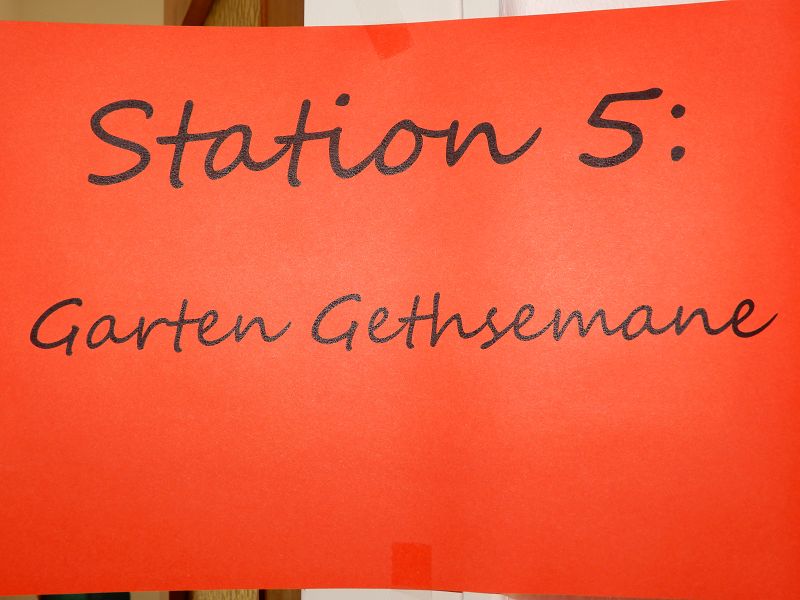 Station 5:
Garten Gethsemane